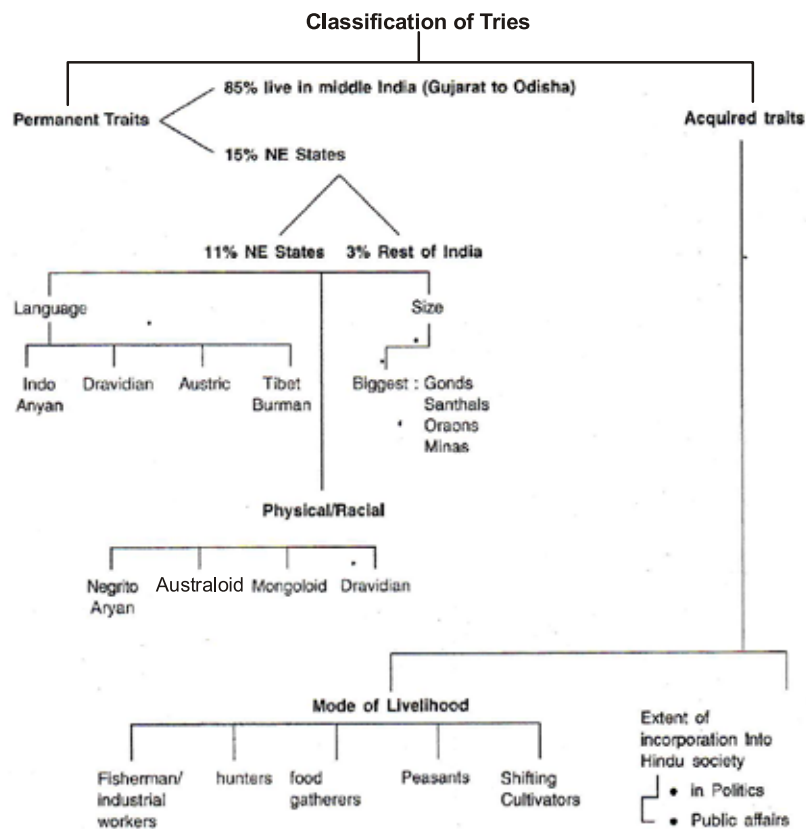 Classification of Tries
85% live in middle India (Gujarat to Odisha)
Permanent Traits
Acquired traits
15% NE States
11% NE States 3% Rest of India
Language
Size
Indo
Anyan
Dravidian
Austric
Tibet
Burman
Biggest : Gonds
Santhals
Oraons
Minas
Physical/Racial
Negrito
Aryan
Australoid
Mongoloid
Dravidian
Mode of Livelihood
Fisherman/
industrial
workers
hunters
food
gatherers
Peasants
Shifting
Cultivators
Extent of
incorporation Into
Hindu society
• in Politics
• Public affairs